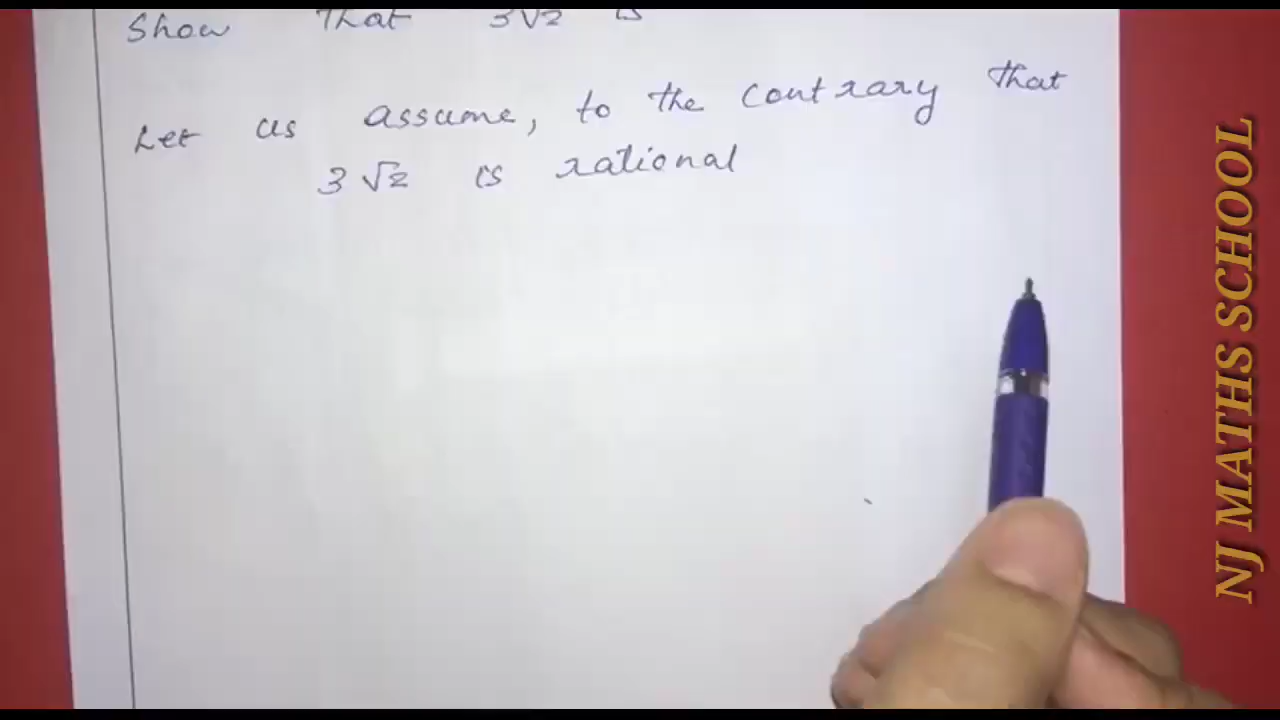 Show That 3√2 is
Let us assume, to the contrary that
3√2 is rational
NJ MATHS SCHOOL